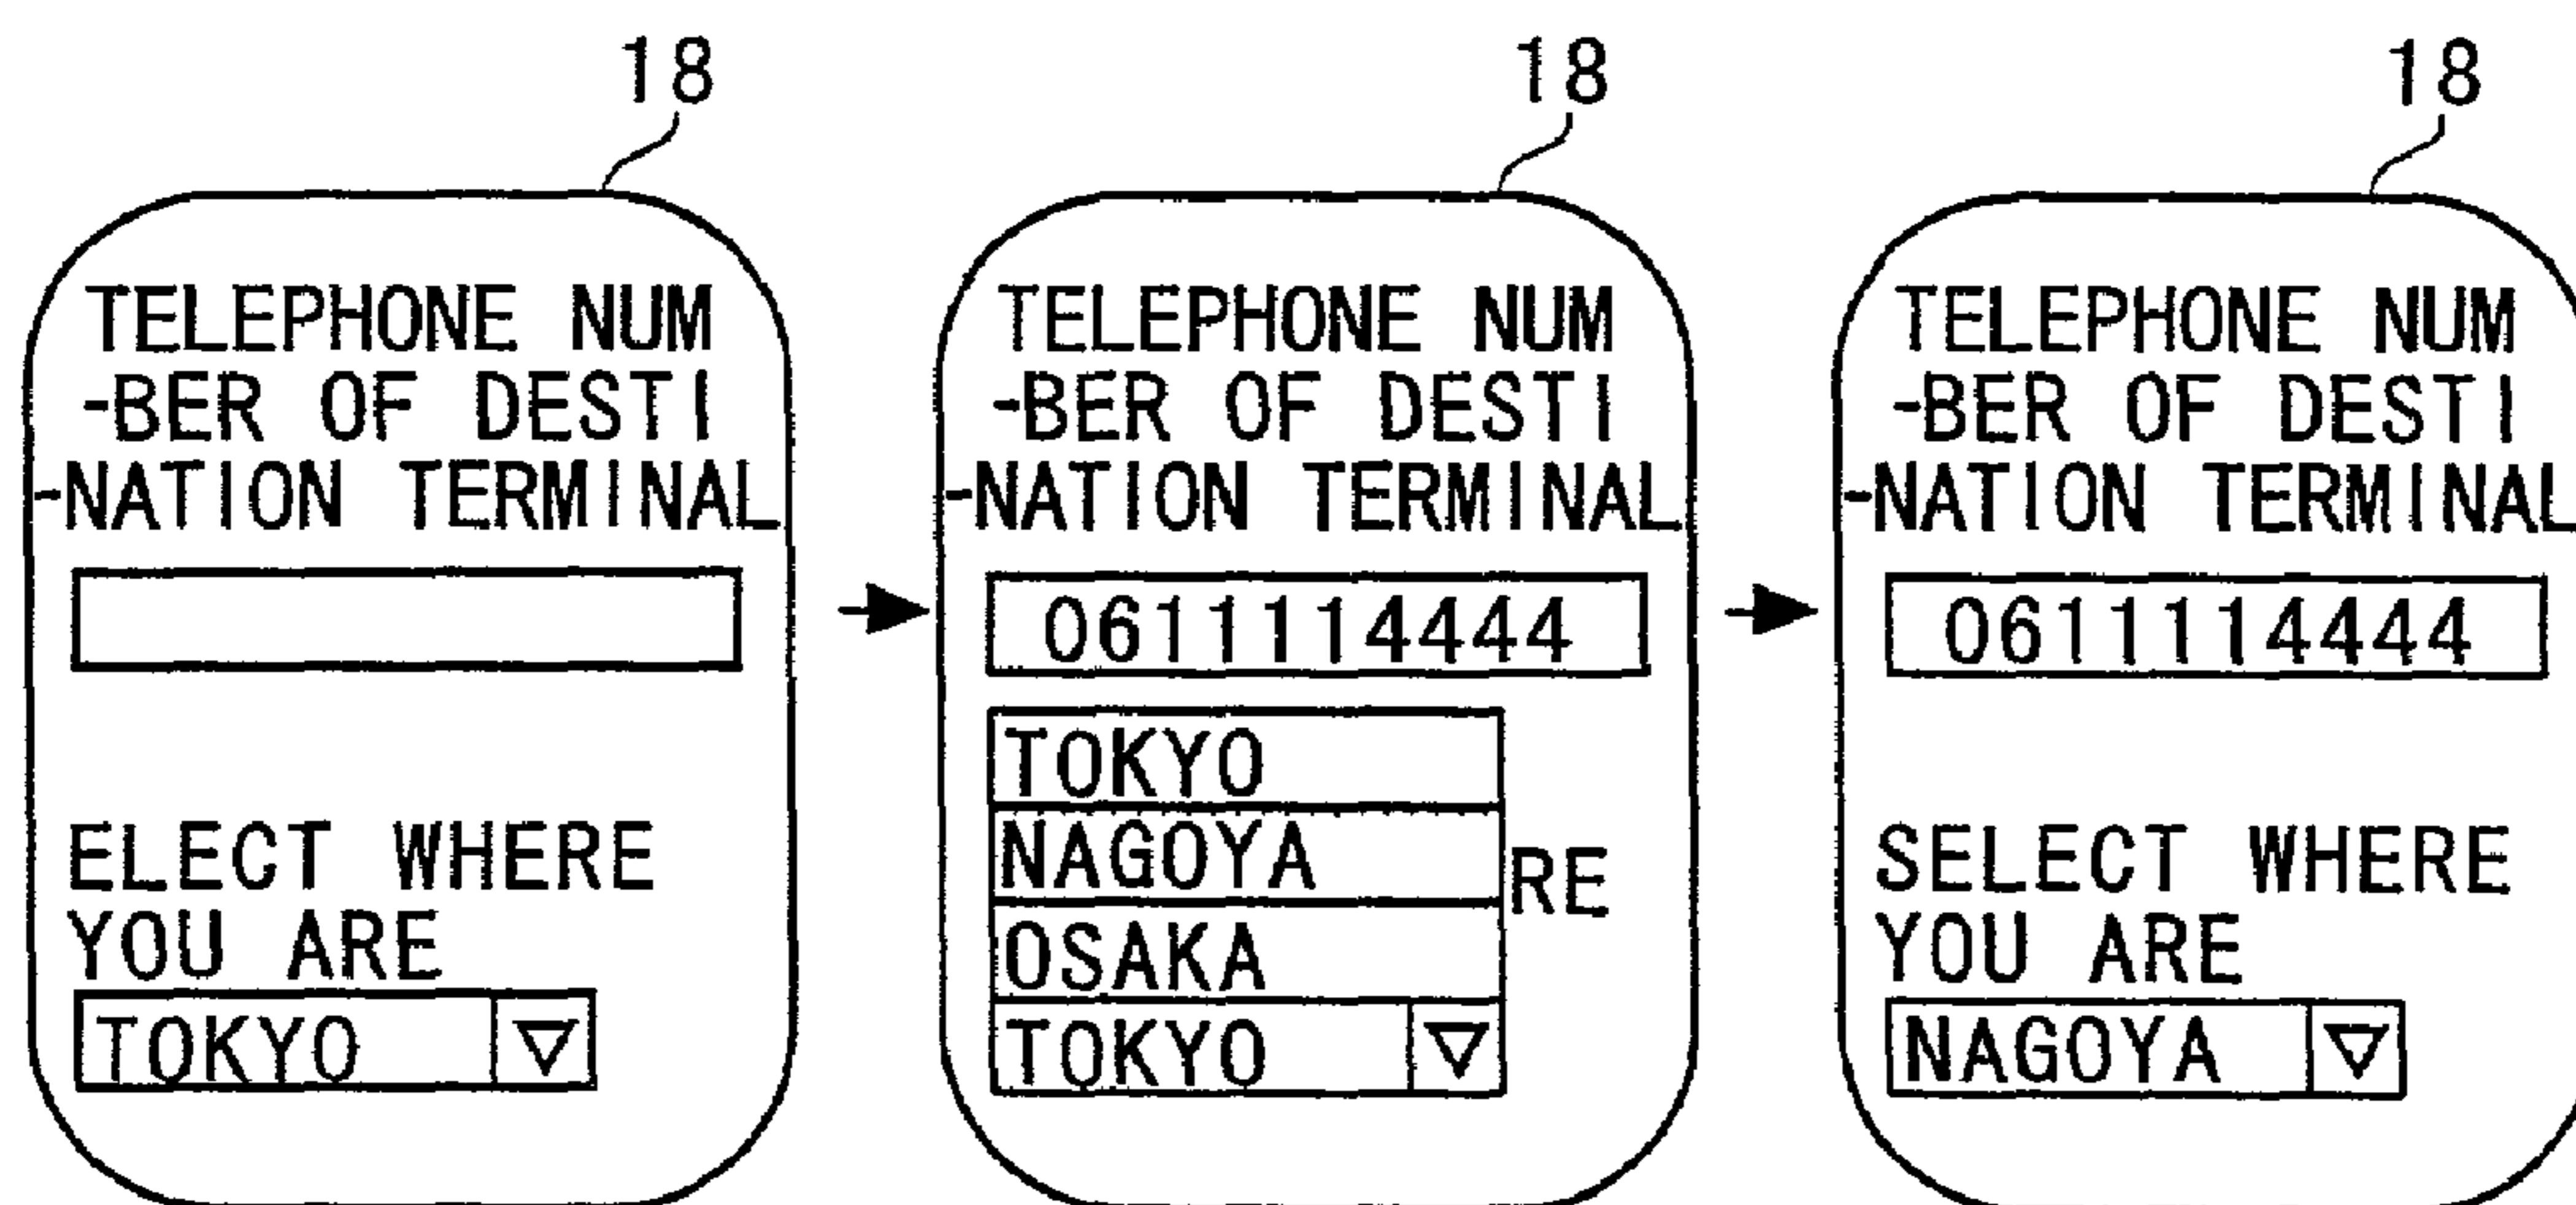 18
TELEPHONE NUM
-BER OF DESTI
-NATION TERMINAL
ELECT WHERE
YOU ARE
TOKYO
18
TELEPHONE NUM
-BER OF DESTI
-NATION TERMINAL
0611114444
TOKYO
NAGOYA
RE
OSAKA
TOKYO
18
TELEPHONE NUM
-BER OF DESTI
-NATION TERMINAL
0611114444
SELECT WHERE
YOU ARE
NAGOYA